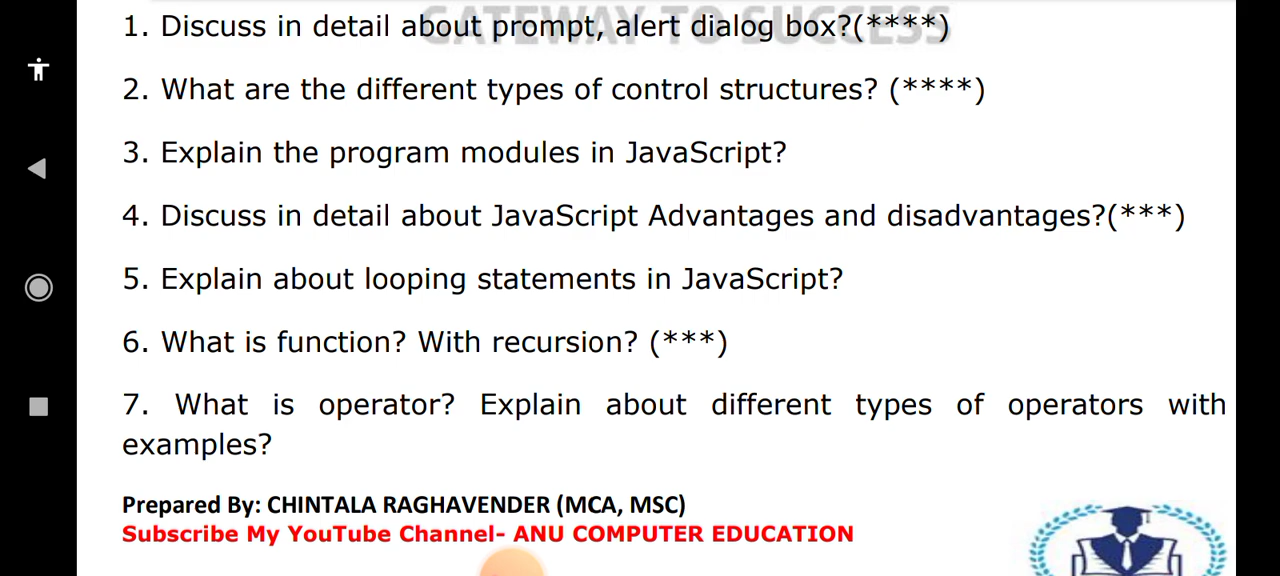 GATEWAY TO SUCCESS
1. Discuss in detail about prompt, alert dialog box?(****)
2. What are the different types of control structures? (****)
3. Explain the program modules in JavaScript?
4. Discuss in detail about JavaScript Advantages and disadvantages?(***)
5. Explain about looping statements in JavaScript?
6. What is function? With recursion? (***)
7. What is operator? Explain about different types of operators with
examples?
Prepared By: CHINTALA RAGHAVENDER (MCA, MSC)
Subscribe My YouTube Channel- ANU COMPUTER EDUCATION